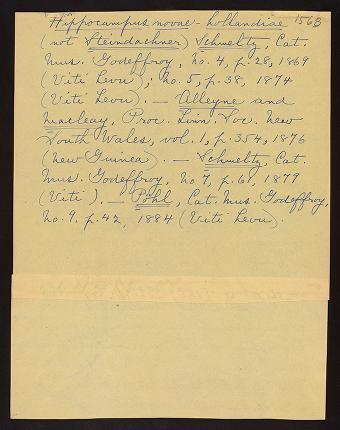 Hippocampus novae-hollandiae 156B
(not Steindachner) Schmeltz, Cat.
Mus. Godeffroy, no. 4, p. 28, 1869
(Viti Levu); no. 5, p. 38, 1874
(Viti Levu). — Alleyne and
Macleay, Proc. Linn. Soc. New
South Wales, vol. 1, p. 354, 1876
(New Guinea). — Schmeltz, Cat.
Mus. Godeffroy, no 7, p. 61, 1879
(Viti). — Pöhl, Cat. Mus. Godeffroy,
no. 9, p. 42, 1884 (Viti Levu).